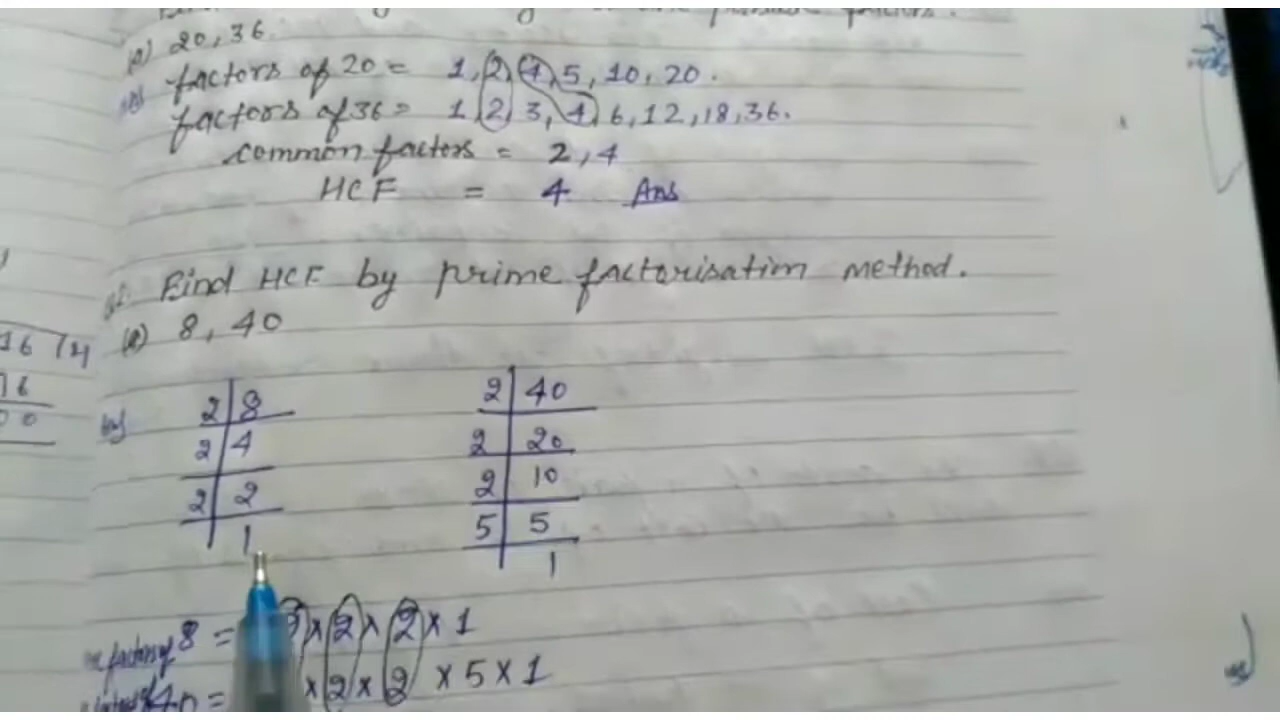 factors.
(a) 20, 36.
factors of 20 = 1, 2, 4, 5, 10, 20.
factors of 36 = 1, 2, 3, 4, 6, 12, 18, 36.
common factors = 2, 4
HCF = 4 Ans
Find HCF by prime factorisation method.
(a) 8, 40
2 | 8
2 | 4
2 | 2
1
2 | 40
2 | 20
2 | 10
5 | 5
1
8 = 2 × 2 × 2 × 1
40 = × 2 × 2 × 5 × 1
16